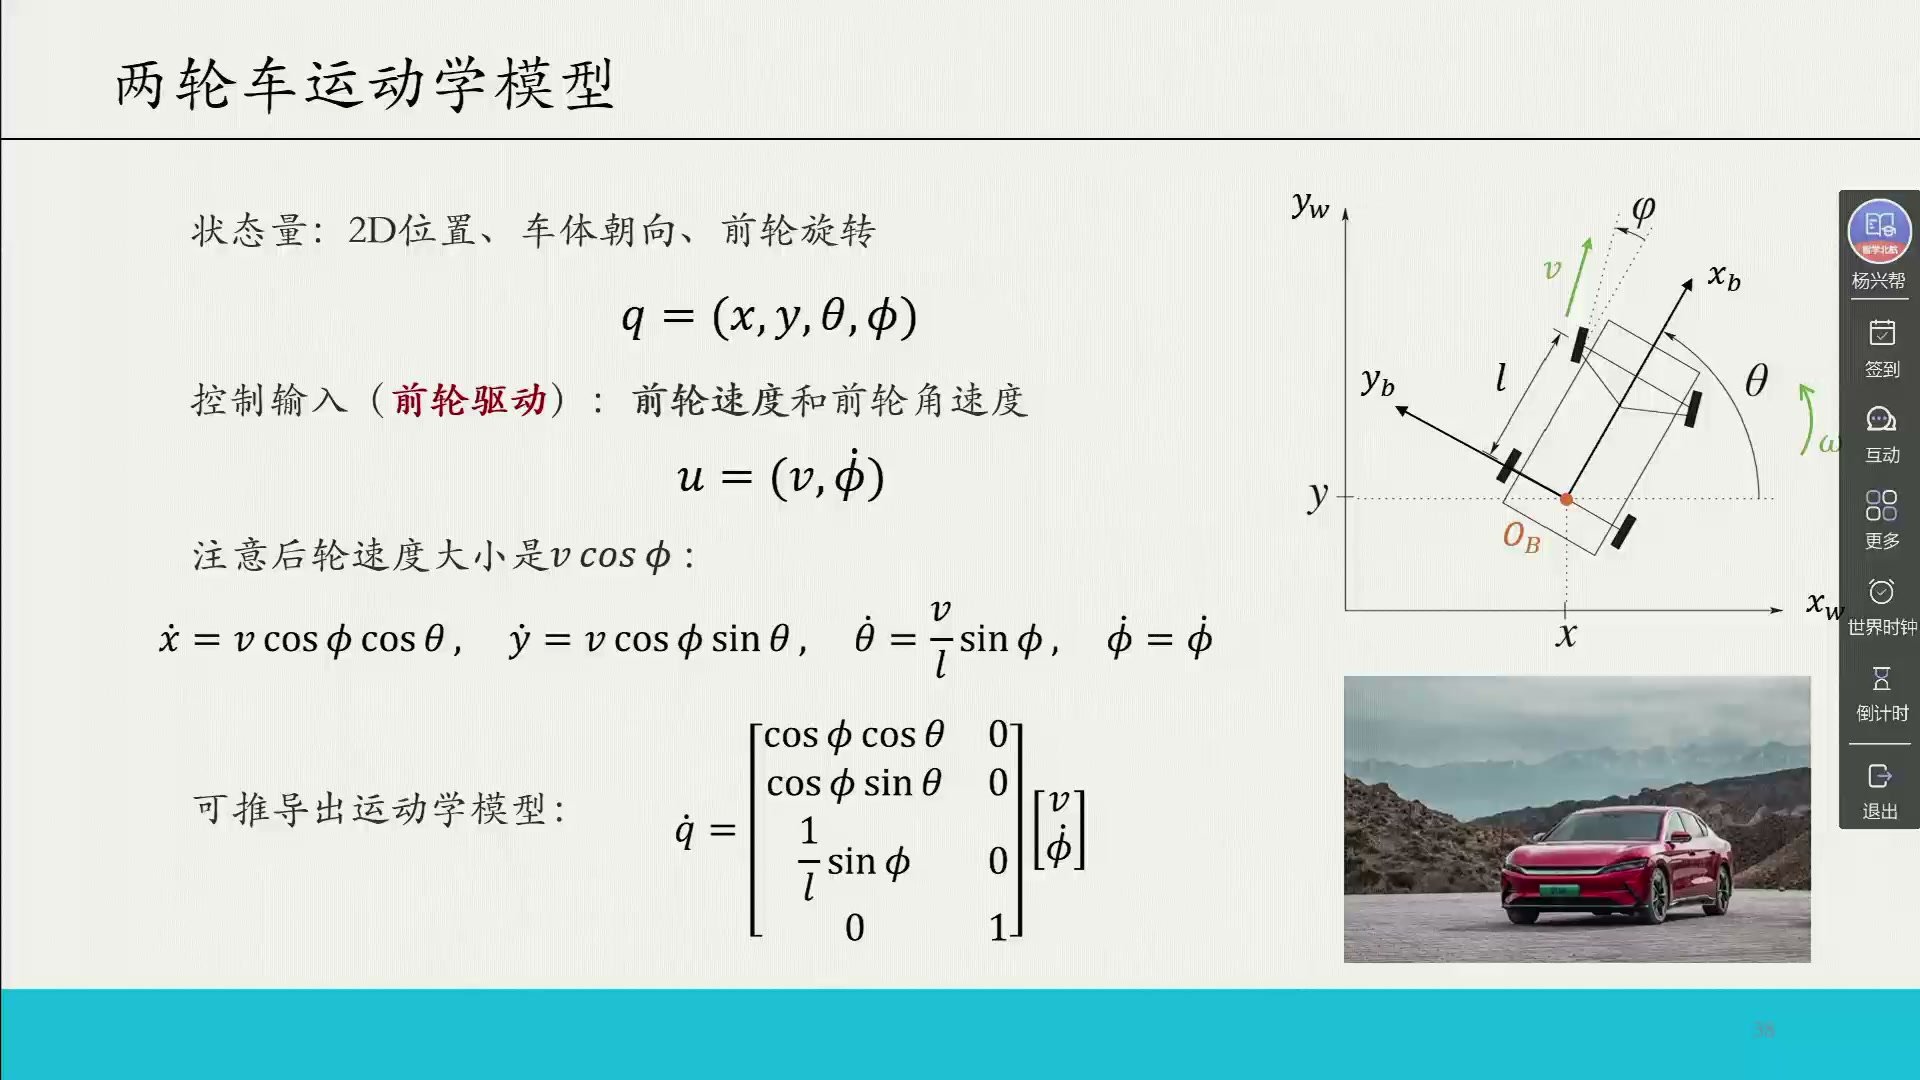 两轮车运动学模型
状态量：2D位置、车体朝向、前轮旋转
q = (x, y, θ, ϕ)
控制输入（前轮驱动）：前轮速度和前轮角速度
u = (v, ϕ̇)
注意后轮速度大小是v cos ϕ：
ẋ = v cos ϕ cos θ , ẏ = v cos ϕ sin θ , θ̇ = v/l sin ϕ , ϕ̇ = ϕ̇
可推导出运动学模型：
q̇ = [cos ϕ cos θ 0
cos ϕ sin θ 0
1/l sin ϕ 0
0 1] [v
ϕ̇]
y_w
φ
v
x_b
y_b
l
θ
ω
y
O_B
x_w
x
智学北航
杨兴帮
签到
互动
更多
世界时钟
倒计时
退出
38